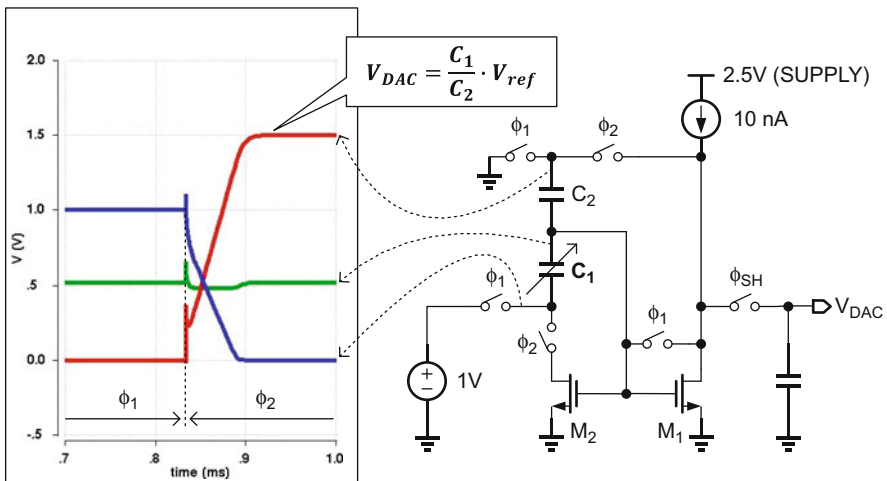 V_DAC = C_1/C_2 · V_ref
2.0
1.5
1.0
.5
0.0
-.5
V (V)
ϕ1
ϕ2
.7
.8
.9
1.0
time (ms)
2.5V (SUPPLY)
10 nA
ϕ1
ϕ2
C2
C1
ϕ1
ϕSH
VDAC
ϕ1
ϕ2
1V
M2
M1